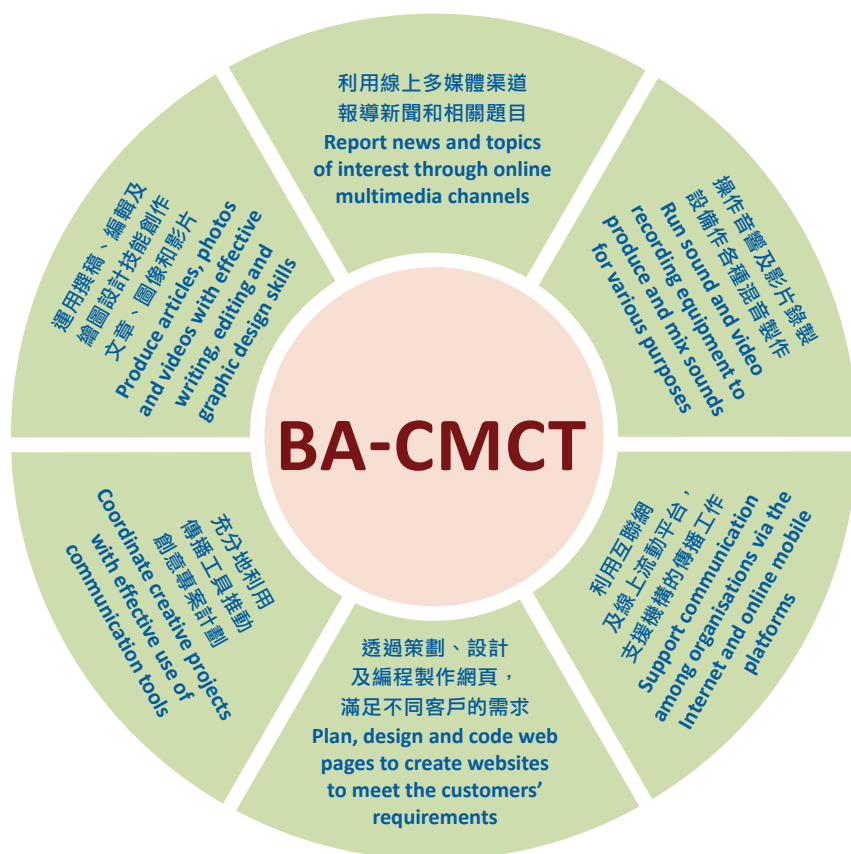 利用線上多媒體渠道
報導新聞和相關題目
Report news and topics
of interest through online
multimedia channels
操作音響及影片錄製
設備作各種混音製作
Run sound and video
recording equipment to
produce and mix sounds
for various purposes
利用互聯網
及線上流動平台，
支援機構的傳播工作
Support communication
among organisations via the
Internet and online mobile
platforms
透過策劃、設計
及編程製作網頁，
滿足不同客戶的需求
Plan, design and code web
pages to create websites
to meet the customers’
requirements
充分地利用
傳播工具推動
創意專案計劃
Coordinate creative projects
with effective use of
communication tools
運用撰稿、編輯及
繪圖設計技能創作
文章、圖像和影片
Produce articles, photos
and videos with effective
writing, editing and
graphic design skills
BA-CMCT